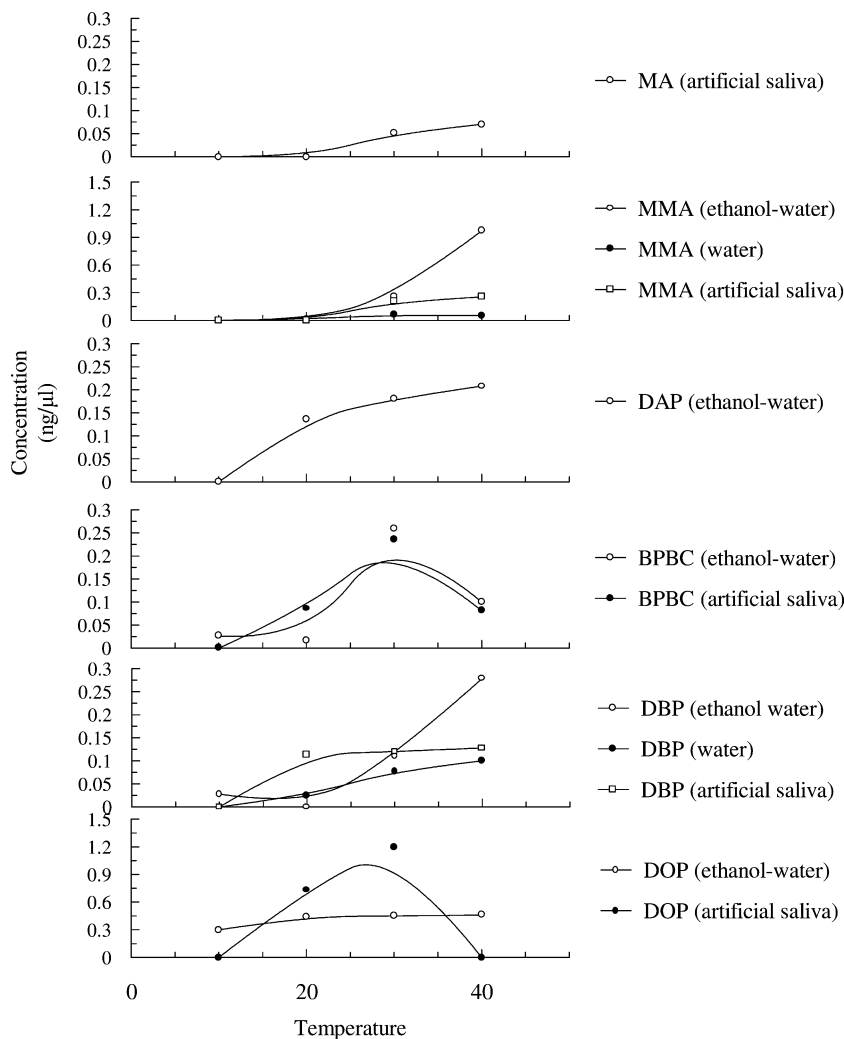 0.3
0.25
0.2
0.15
0.1
0.05
0
MA (artificial saliva)
1.5
1.2
0.9
0.6
0.3
0
MMA (ethanol-water)
MMA (water)
MMA (artificial saliva)
Concentration
(ng/µl)
0.3
0.25
0.2
0.15
0.1
0.05
0
DAP (ethanol-water)
0.3
0.25
0.2
0.15
0.1
0.05
0
BPBC (ethanol-water)
BPBC (artificial saliva)
0.3
0.25
0.2
0.15
0.1
0.05
0
DBP (ethanol water)
DBP (water)
DBP (artificial saliva)
1.5
1.2
0.9
0.6
0.3
0
DOP (ethanol-water)
DOP (artificial saliva)
0 20 40
Temperature